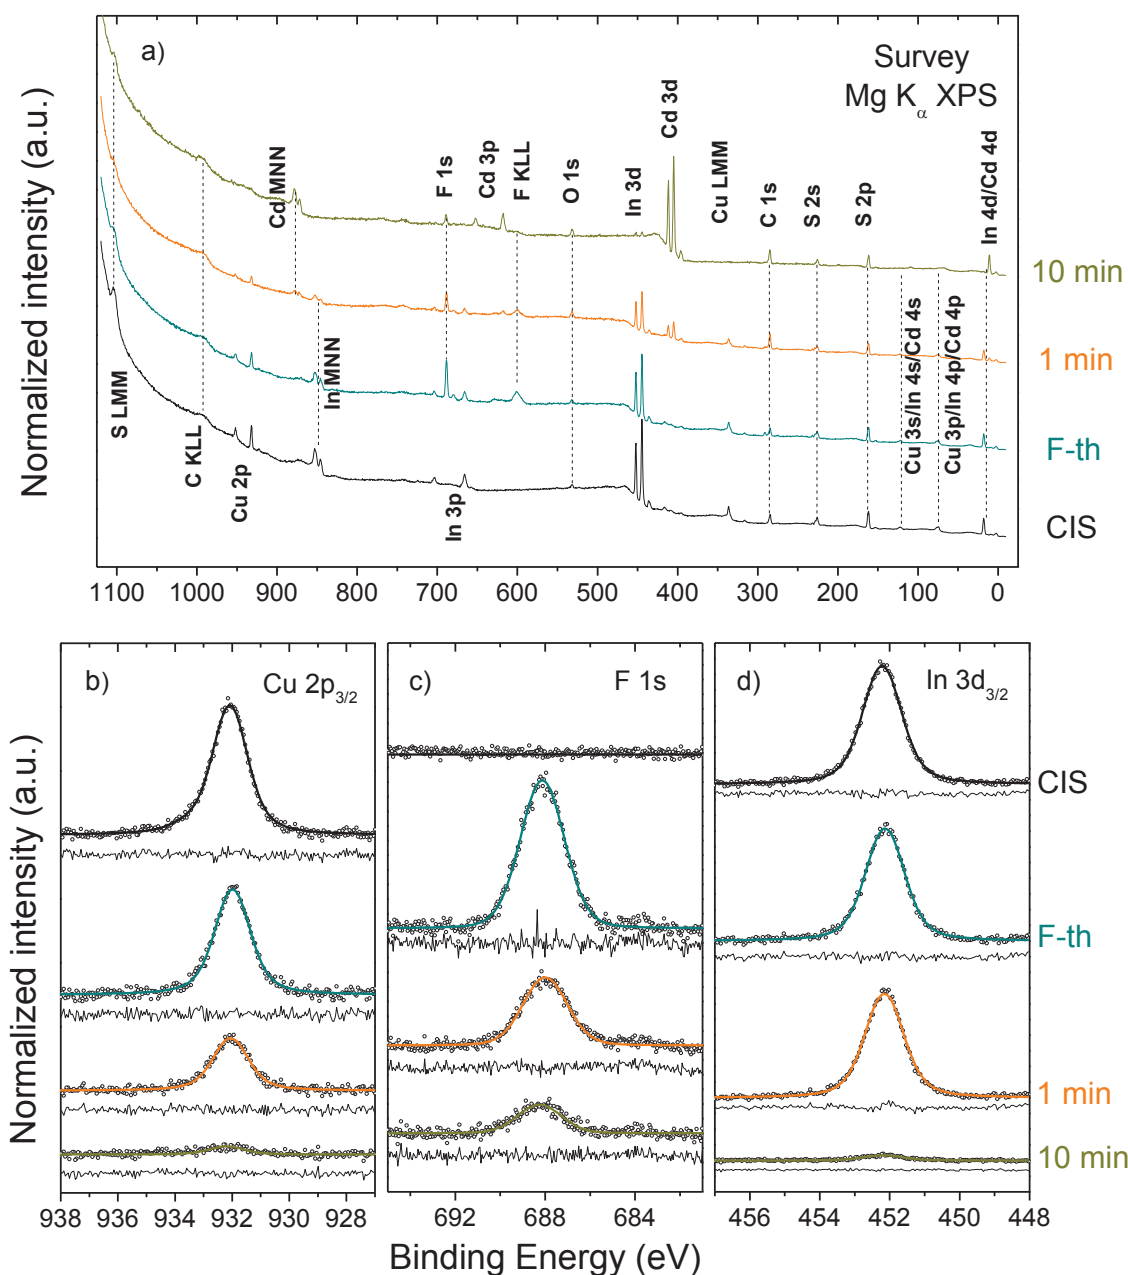 a)
Survey
Mg Kα XPS
Normalized intensity (a.u.)
S LMM
C KLL
Cu 2p
Cd MNN
In MNN
F 1s
In 3p
Cd 3p
F KLL
O 1s
In 3d
Cd 3d
Cu LMM
C 1s
S 2s
S 2p
Cu 3s/In 4s/Cd 4s
Cu 3p/In 4p/Cd 4p
In 4d/Cd 4d
10 min
1 min
F-th
CIS
1100 1000 900 800 700 600 500 400 300 200 100 0
b) Cu 2p3/2
c) F 1s
d) In 3d3/2
Normalized intensity (a.u.)
CIS
F-th
1 min
10 min
938 936 934 932 930 928
692 688 684
456 454 452 450 448
Binding Energy (eV)